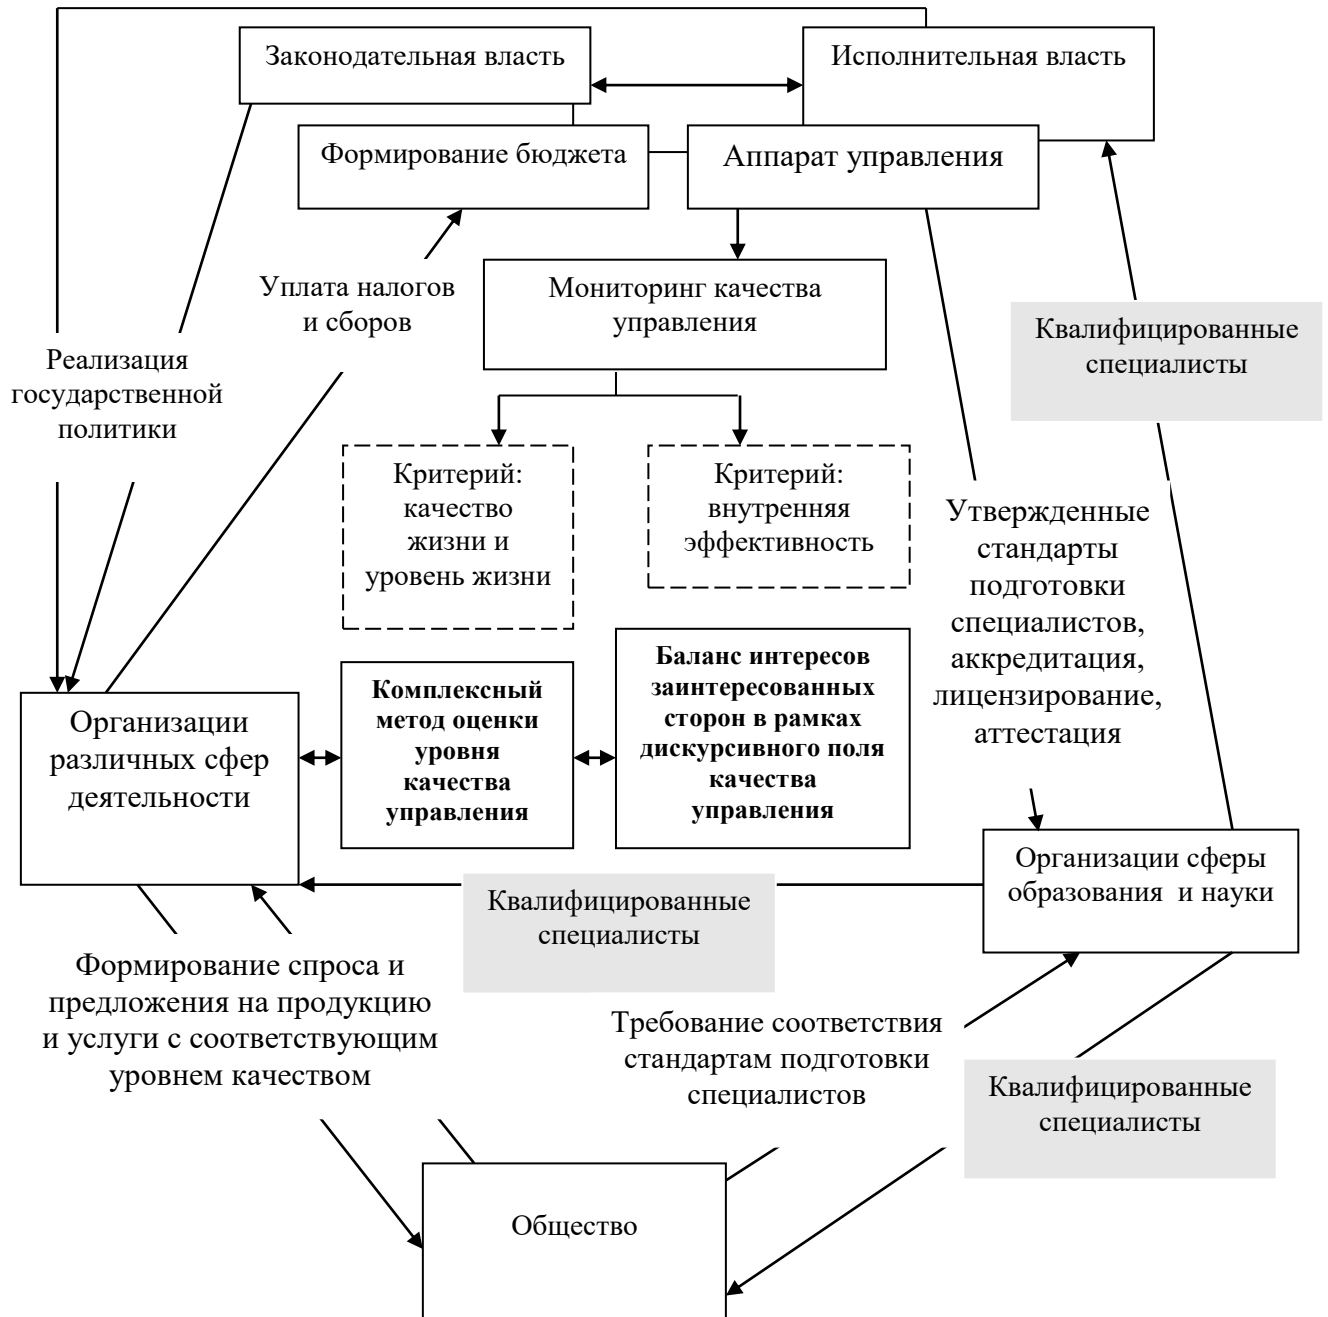 Законодательная власть
Исполнительная власть
Формирование бюджета
Аппарат управления
Уплата налогов
и сборов
Мониторинг качества
управления
Квалифицированные
специалисты
Реализация
государственной
политики
Критерий:
качество
жизни и
уровень жизни
Критерий:
внутренняя
эффективность
Утвержденные
стандарты
подготовки
специалистов,
аккредитация,
лицензирование,
аттестация
Организации
различных сфер
деятельности
Комплексный
метод оценки
уровня
качества
управления
Баланс интересов
заинтересованных
сторон в рамках
дискурсивного поля
качества
управления
Организации сферы
образования и науки
Квалифицированные
специалисты
Формирование спроса и
предложения на продукцию
и услуги с соответствующим
уровнем качеством
Требование соответствия
стандартам подготовки
специалистов
Квалифицированные
специалисты
Общество